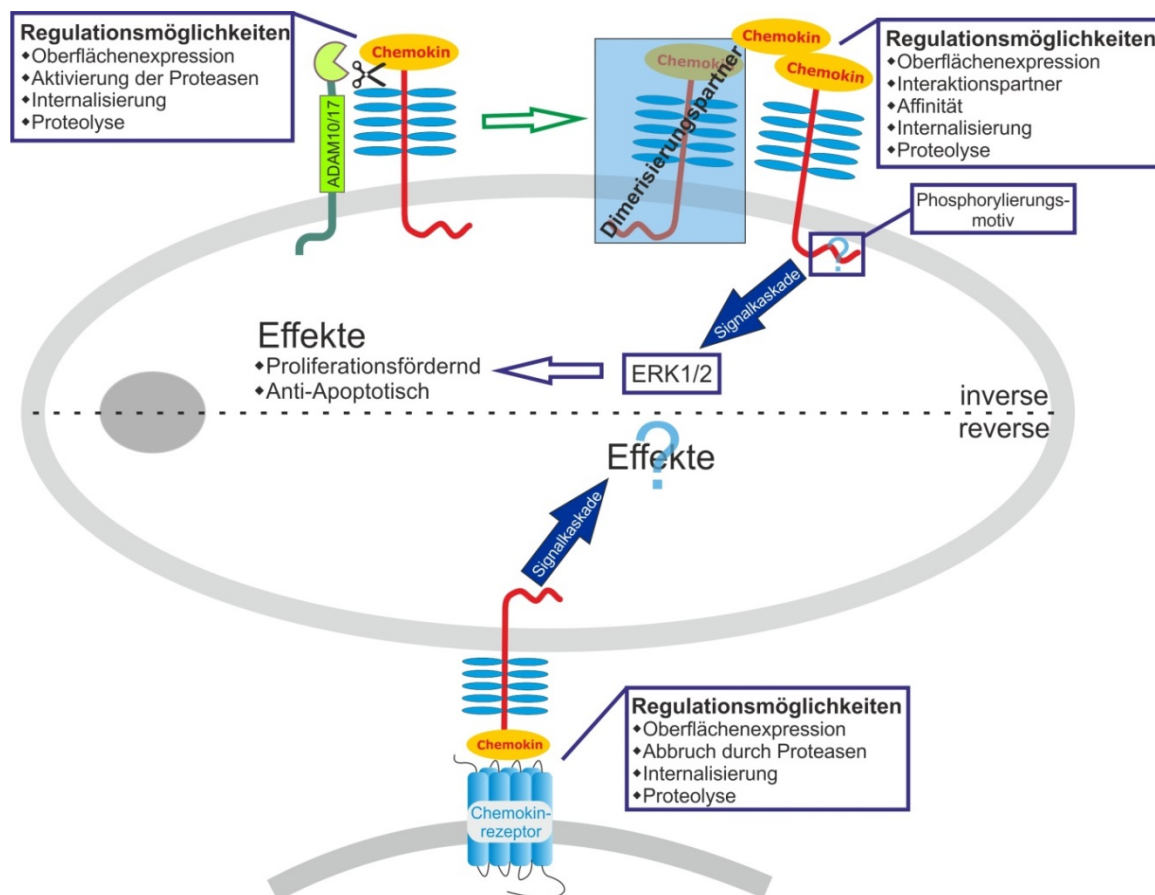 Regulationsmöglichkeiten
◆Oberflächenexpression
◆Aktivierung der Proteasen
◆Internalisierung
◆Proteolyse
ADAM10/17
Chemokin
Chemokin
Dimerisierungspartner
Chemokin
Chemokin
Regulationsmöglichkeiten
◆Oberflächenexpression
◆Interaktionspartner
◆Affinität
◆Internalisierung
◆Proteolyse
Phosphorylierungs-
motiv
?
Signalkaskade
ERK1/2
Effekte
◆Proliferationsfördernd
◆Anti-Apoptotisch
inverse
reverse
?
Effekte
Signalkaskade
Chemokin
Chemokin-
rezeptor
Regulationsmöglichkeiten
◆Oberflächenexpression
◆Abbruch durch Proteasen
◆Internalisierung
◆Proteolyse